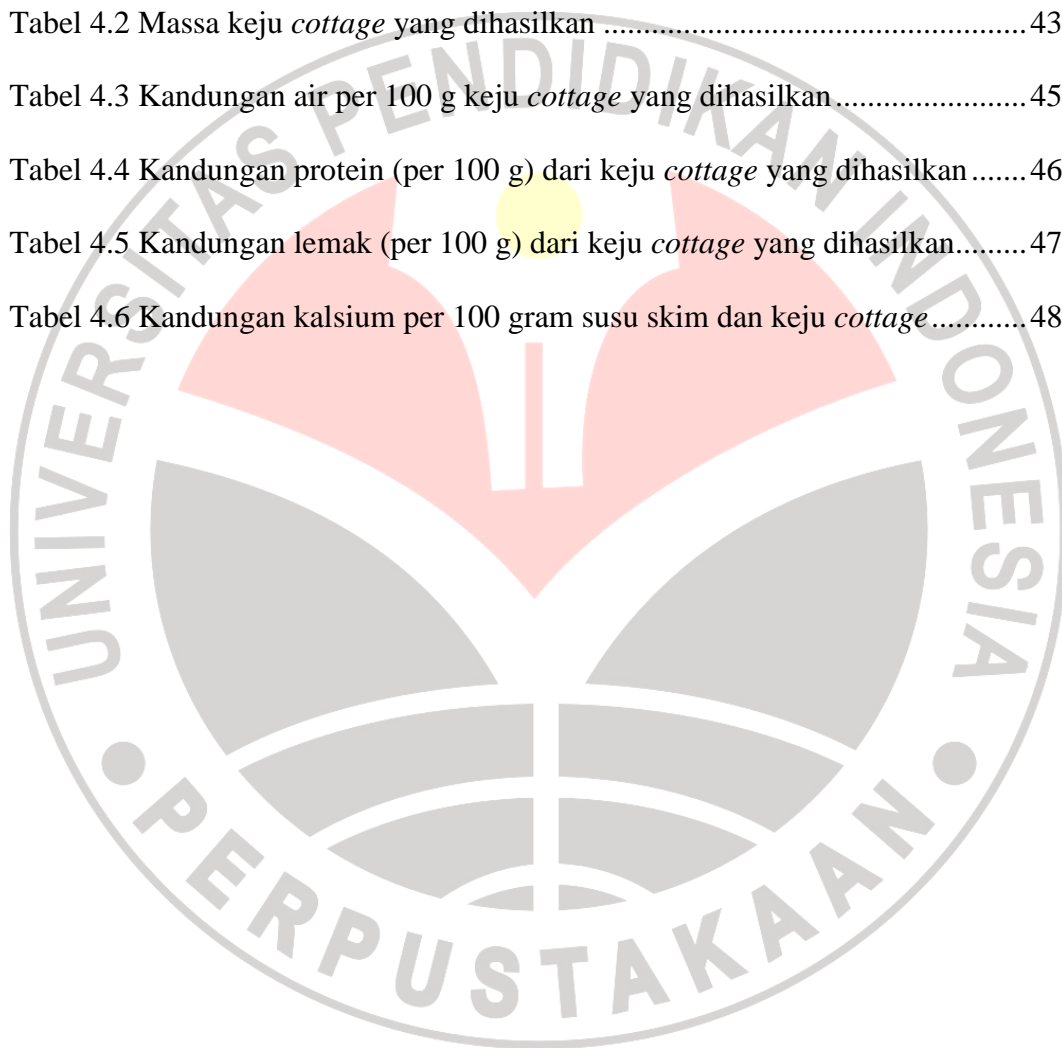 Tabel 4.2 Massa keju cottage yang dihasilkan ................................................. 43
Tabel 4.3 Kandungan air per 100 g keju cottage yang dihasilkan ................. 45
Tabel 4.4 Kandungan protein (per 100 g) dari keju cottage yang dihasilkan ...... 46
Tabel 4.5 Kandungan lemak (per 100 g) dari keju cottage yang dihasilkan ........ 47
Tabel 4.6 Kandungan kalsium per 100 gram susu skim dan keju cottage ........... 48
UNIVERSITAS PENDIDIKAN INDONESIA
PERPUSTAKAAN